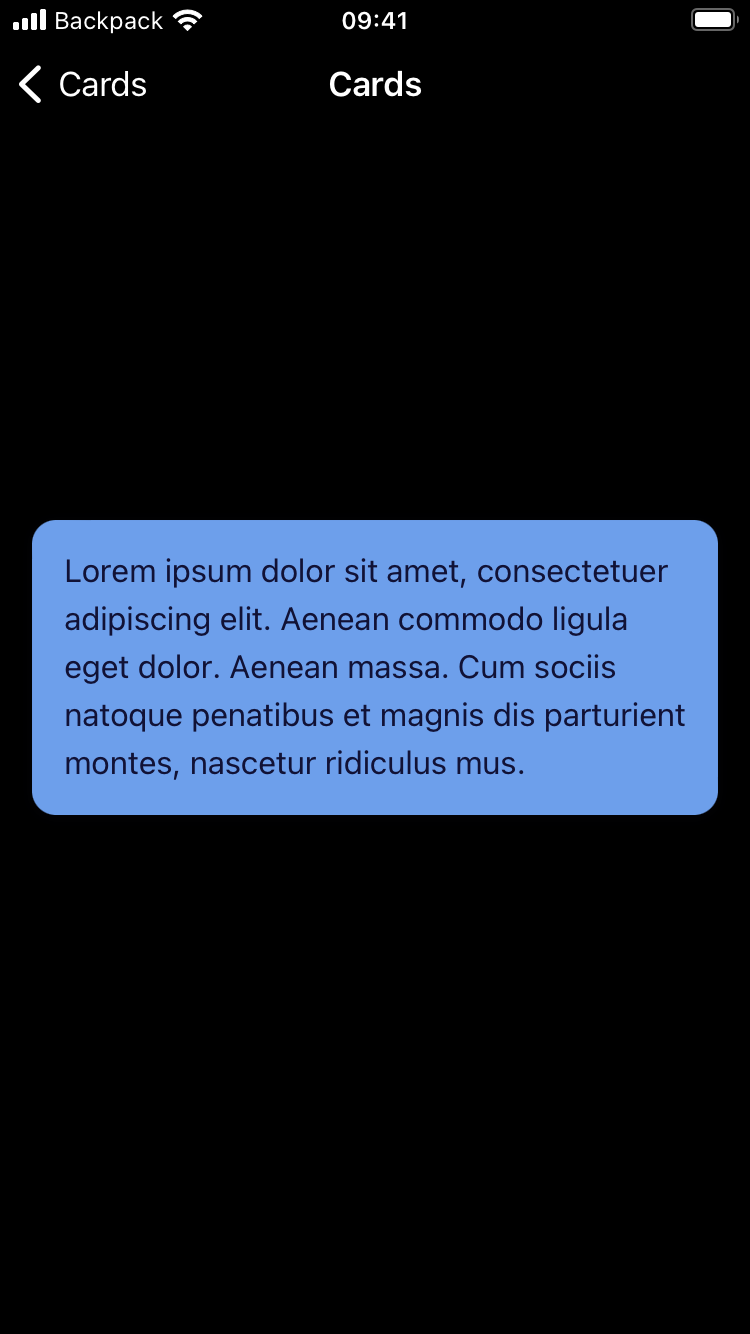 Backpack 09:41
Cards Cards
Lorem ipsum dolor sit amet, consectetuer
adipiscing elit. Aenean commodo ligula
eget dolor. Aenean massa. Cum sociis
natoque penatibus et magnis dis parturient
montes, nascetur ridiculus mus.